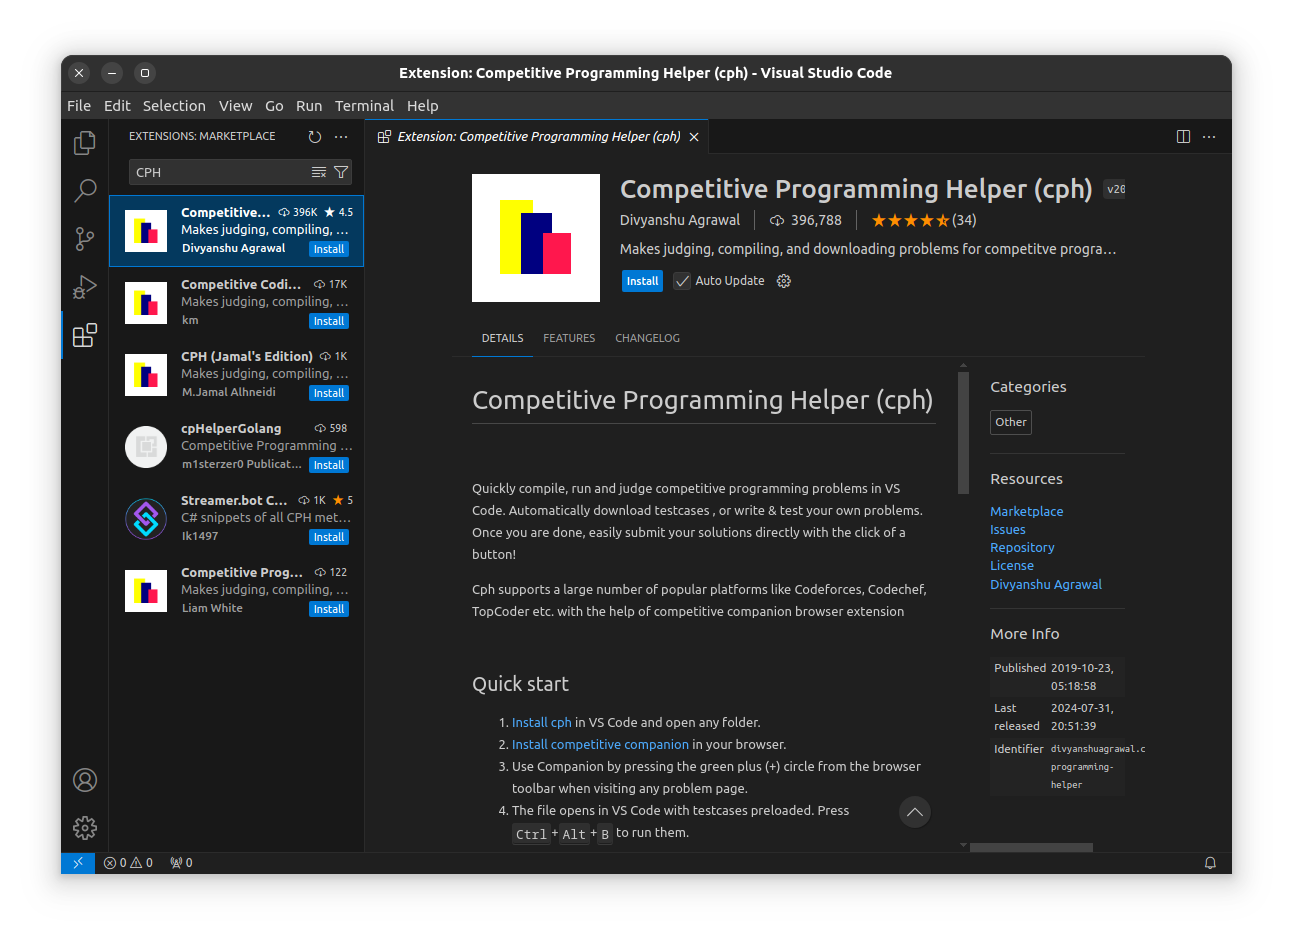 Extension: Competitive Programming Helper (cph) - Visual Studio Code
File Edit Selection View Go Run Terminal Help
EXTENSIONS: MARKETPLACE
Extension: Competitive Programming Helper (cph)
CPH
Competitive... 396K 4.5
Makes judging, compiling, ...
Divyanshu Agrawal Install
Competitive Codi... 17K
Makes judging, compiling, ...
km Install
CPH (Jamal's Edition) 1K
Makes judging, compiling, ...
M.Jamal Alhneidi Install
cpHelperGolang 598
Competitive Programming ...
m1sterzer0 Publicat... Install
Streamer.bot C... 1K 5
C# snippets of all CPH met...
Ik1497 Install
Competitive Prog... 122
Makes judging, compiling, ...
Liam White Install
Competitive Programming Helper (cph) v20
Divyanshu Agrawal 396,788 (34)
Makes judging, compiling, and downloading problems for competitve progra...
Install Auto Update
DETAILS FEATURES CHANGELOG
Competitive Programming Helper (cph)
Quickly compile, run and judge competitive programming problems in VS
Code. Automatically download testcases , or write & test your own problems.
Once you are done, easily submit your solutions directly with the click of a
button!
Cph supports a large number of popular platforms like Codeforces, Codechef,
TopCoder etc. with the help of competitive companion browser extension
Quick start
1. Install cph in VS Code and open any folder.
2. Install competitive companion in your browser.
3. Use Companion by pressing the green plus (+) circle from the browser
toolbar when visiting any problem page.
4. The file opens in VS Code with testcases preloaded. Press
Ctrl + Alt + B to run them.
Categories
Other
Resources
Marketplace
Issues
Repository
License
Divyanshu Agrawal
More Info
Published 2019-10-23,
05:18:58
Last 2024-07-31,
released 20:51:39
Identifier divyanshuagrawal.c
programming-
helper
0 0 0